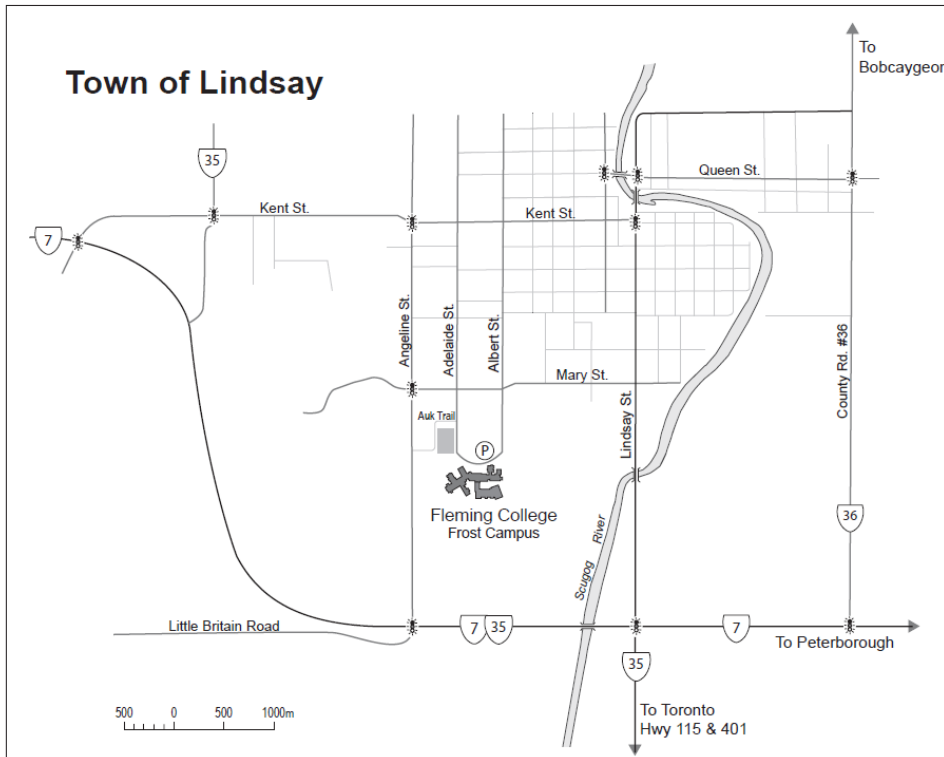 To
Bobcaygeon
Town of Lindsay
35
Queen St.
Kent St.
Kent St.
7
Angeline St.
Adelaide St.
Albert St.
County Rd. #36
Mary St.
Lindsay St.
Auk Trail
P
Fleming College
Frost Campus
36
Scugog River
Little Britain Road
7
35
7
To Peterborough
35
500 0 500 1000m
To Toronto
Hwy 115 & 401